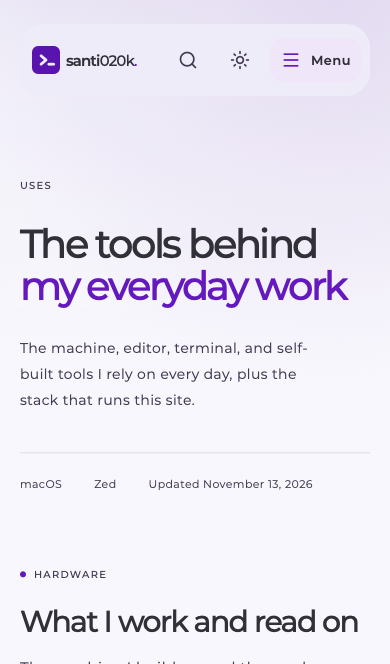 santi020k.
Menu
USES
The tools behind
my everyday work
The machine, editor, terminal, and self-
built tools I rely on every day, plus the
stack that runs this site.
macOS Zed Updated November 13, 2026
HARDWARE
What I work and read on